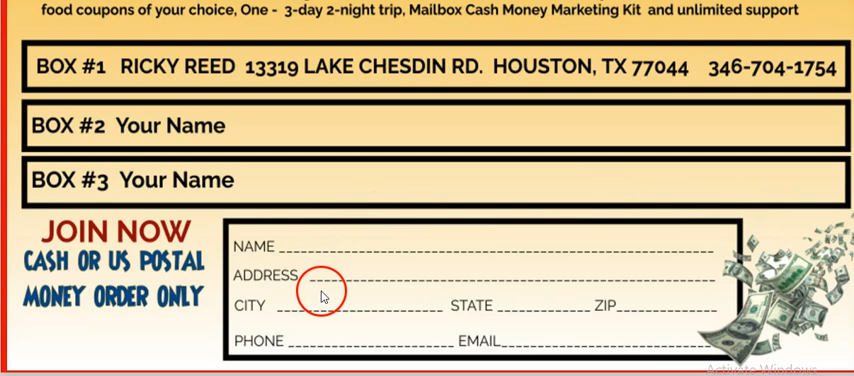 food coupons of your choice, One - 3-day 2-night trip, Mailbox Cash Money Marketing Kit and unlimited support
BOX #1 RICKY REED 13319 LAKE CHESDIN RD. HOUSTON, TX 77044 346-704-1754
BOX #2 Your Name
BOX #3 Your Name
JOIN NOW
CASH OR US POSTAL
MONEY ORDER ONLY
NAME
ADDRESS
CITY STATE ZIP
PHONE EMAIL
Activate Windows